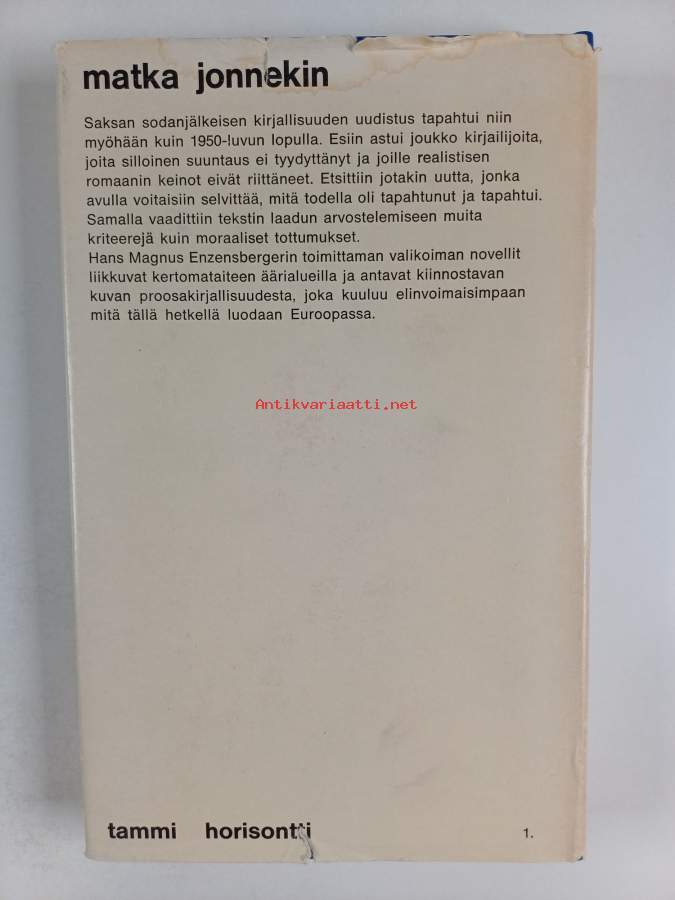 matka jonnekin
Saksan sodanjälkeisen kirjallisuuden uudistus tapahtui niin
myöhään kuin 1950-luvun lopulla. Esiin astui joukko kirjailijoita,
joita silloinen suuntaus ei tyydyttänyt ja joille realistisen
romaanin keinot eivät riittäneet. Etsittiin jotakin uutta, jonka
avulla voitaisiin selvittää, mitä todella oli tapahtunut ja tapahtui.
Samalla vaadittiin tekstin laadun arvostelemiseen muita
kriteerejä kuin moraaliset tottumukset.
Hans Magnus Enzensbergerin toimittaman valikoiman novellit
liikkuvat kertomataiteen äärialueilla ja antavat kiinnostavan
kuvan proosakirjallisuudesta, joka kuuluu elinvoimaisimpaan
mitä tällä hetkellä luodaan Euroopassa.
Antikvariaatti.net
tammi horisontti 1.